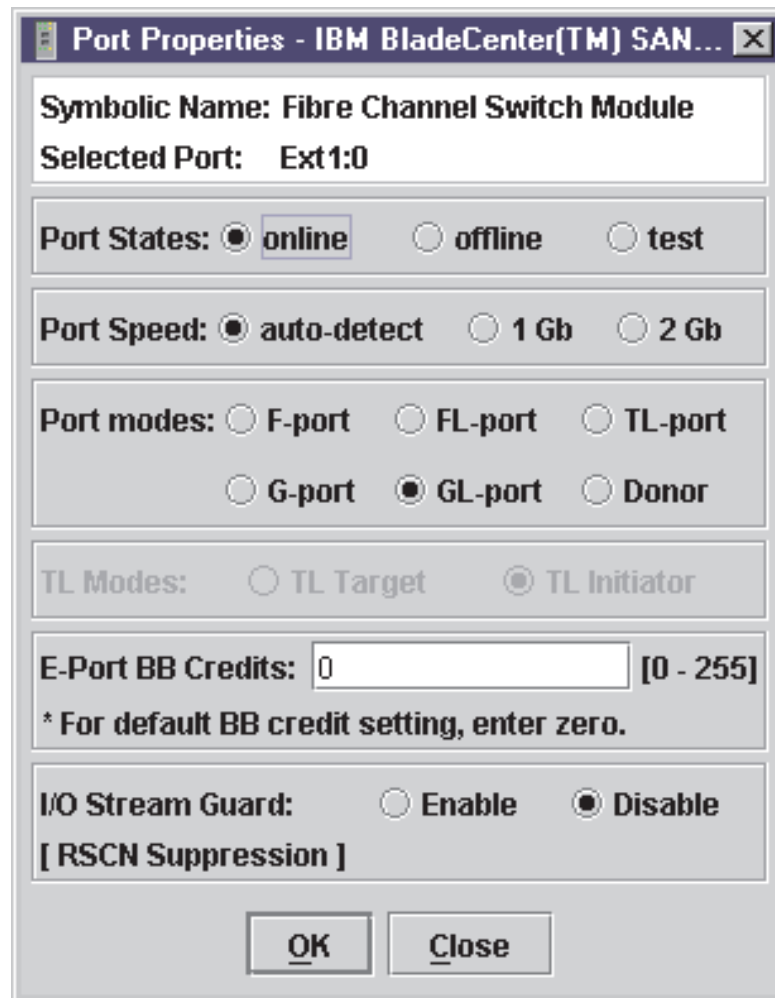 Port Properties - IBM BladeCenter(TM) SAN...
Symbolic Name: Fibre Channel Switch Module
Selected Port: Ext1:0
Port States: online offline test
Port Speed: auto-detect 1 Gb 2 Gb
Port modes: F-port FL-port TL-port
G-port GL-port Donor
TL Modes: TL Target TL Initiator
E-Port BB Credits: 0 [0 - 255]
* For default BB credit setting, enter zero.
I/O Stream Guard: Enable Disable
[ RSCN Suppression ]
OK Close